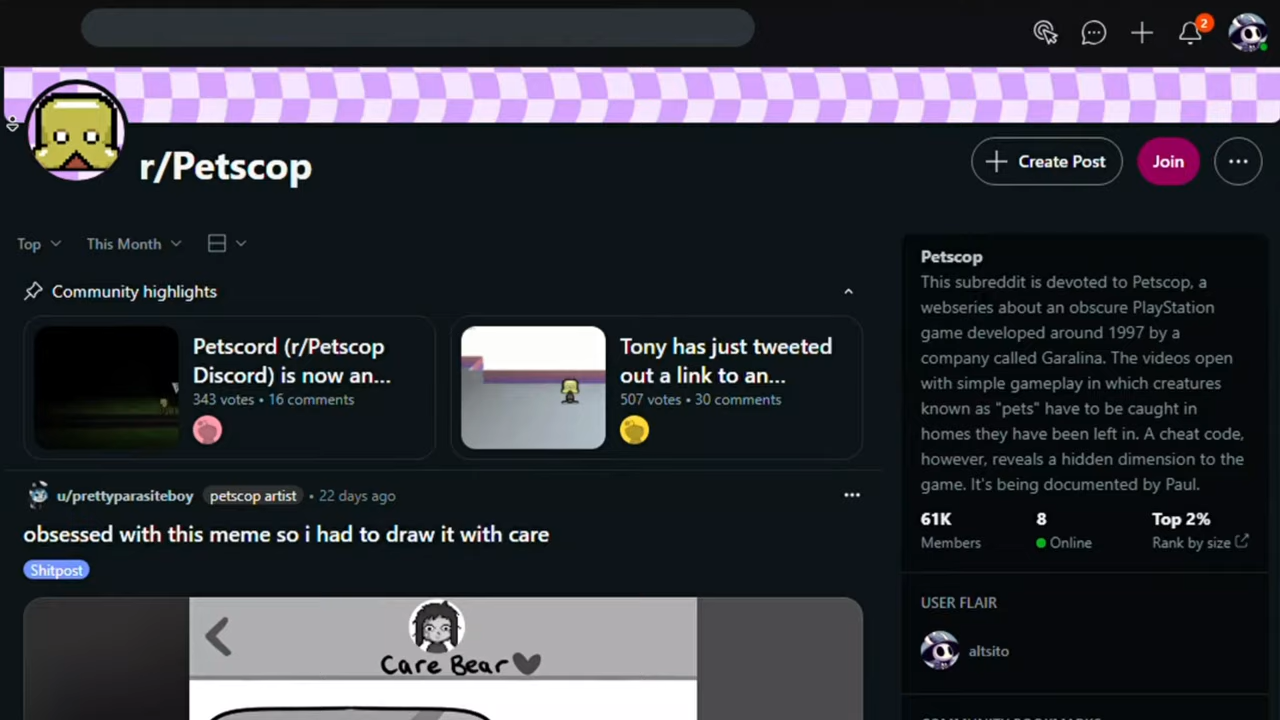 2
r/Petscop
Create Post
Join
Top
This Month
Community highlights
Petscord (r/Petscop
Discord) is now an...
343 votes • 16 comments
Tony has just tweeted
out a link to an...
507 votes • 30 comments
u/prettyparasiteboy petscop artist • 22 days ago
obsessed with this meme so i had to draw it with care
Shitpost
Care Bear
Petscop
This subreddit is devoted to Petscop, a
webseries about an obscure PlayStation
game developed around 1997 by a
company called Garalina. The videos open
with simple gameplay in which creatures
known as "pets" have to be caught in
homes they have been left in. A cheat code,
however, reveals a hidden dimension to the
game. It's being documented by Paul.
61K 8 Top 2%
Members Online Rank by size
USER FLAIR
altsito